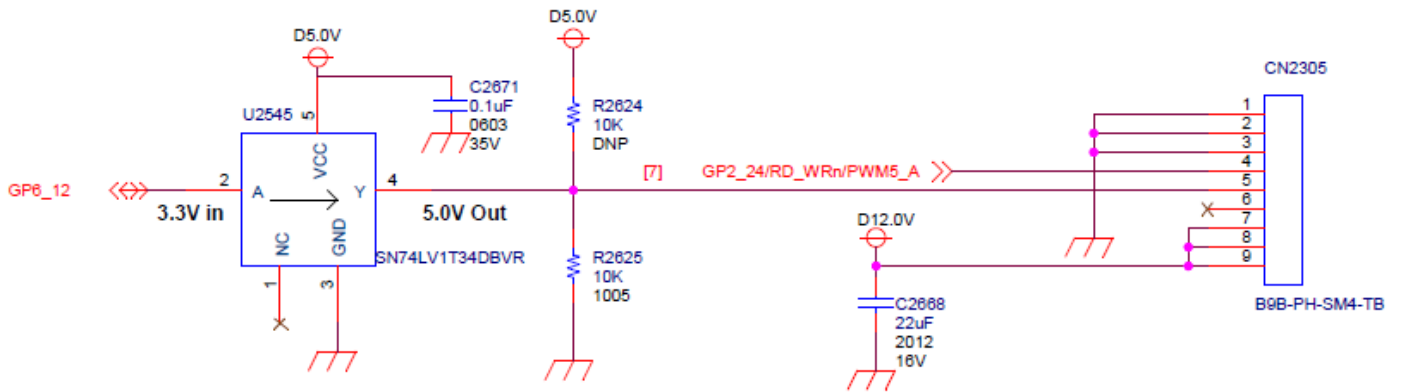 D5.0V
D5.0V
CN2305
U2545
5
C2671
0.1uF
0603
35V
R2624
10K
DNP
VCC
GP6_12
2
A
Y
4
3.3V in
5.0V Out
[7]
GP2_24/RD_WRn/PWM5_A
1
2
3
4
5
6
7
8
9
NC
GND
SN74LV1T34DBVR
1
3
R2625
10K
1005
D12.0V
C2668
22uF
2012
16V
B9B-PH-SM4-TB